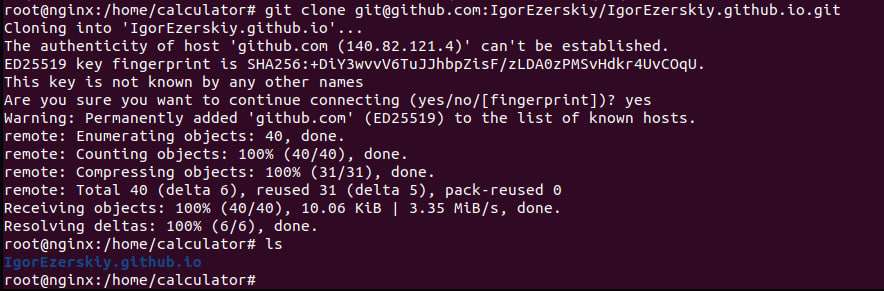 root@nginx:/home/calculator# git clone git@github.com:IgorEzerskiy/IgorEzerskiy.github.io.git
Cloning into 'IgorEzerskiy.github.io'...
The authenticity of host 'github.com (140.82.121.4)' can't be established.
ED25519 key fingerprint is SHA256:+DiY3wvvV6TuJJhbpZisF/zLDA0zPMSvHdkr4UvCOqU.
This key is not known by any other names
Are you sure you want to continue connecting (yes/no/[fingerprint])? yes
Warning: Permanently added 'github.com' (ED25519) to the list of known hosts.
remote: Enumerating objects: 40, done.
remote: Counting objects: 100% (40/40), done.
remote: Compressing objects: 100% (31/31), done.
remote: Total 40 (delta 6), reused 31 (delta 5), pack-reused 0
Receiving objects: 100% (40/40), 10.06 KiB | 3.35 MiB/s, done.
Resolving deltas: 100% (6/6), done.
root@nginx:/home/calculator# ls
IgorEzerskiy.github.io
root@nginx:/home/calculator#